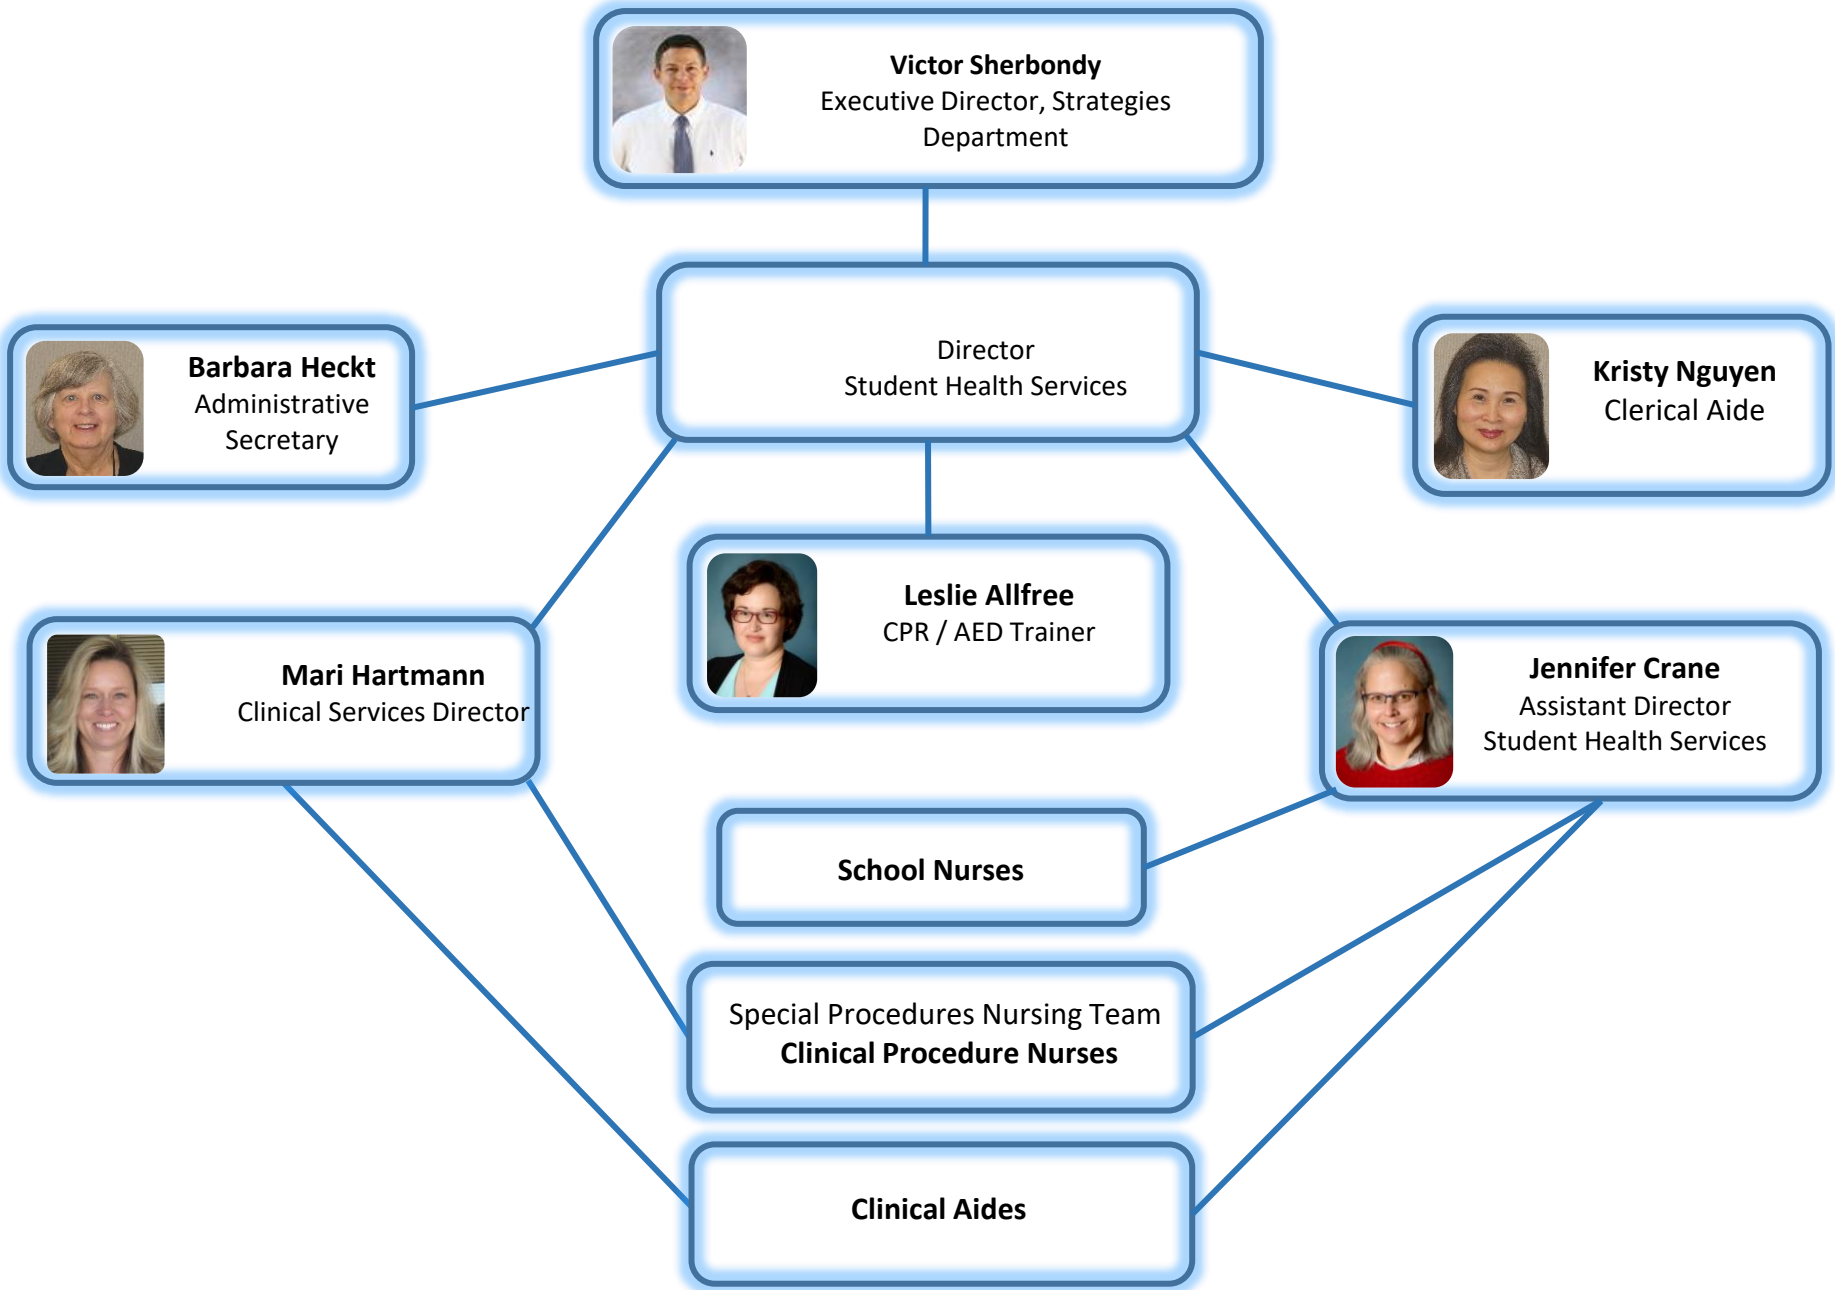 Victor Sherbondy
Executive Director, Strategies
Department
Director
Student Health Services
Barbara Heckt
Administrative
Secretary
Kristy Nguyen
Clerical Aide
Leslie Allfree
CPR / AED Trainer
Mari Hartmann
Clinical Services Director
Jennifer Crane
Assistant Director
Student Health Services
School Nurses
Special Procedures Nursing Team
Clinical Procedure Nurses
Clinical Aides